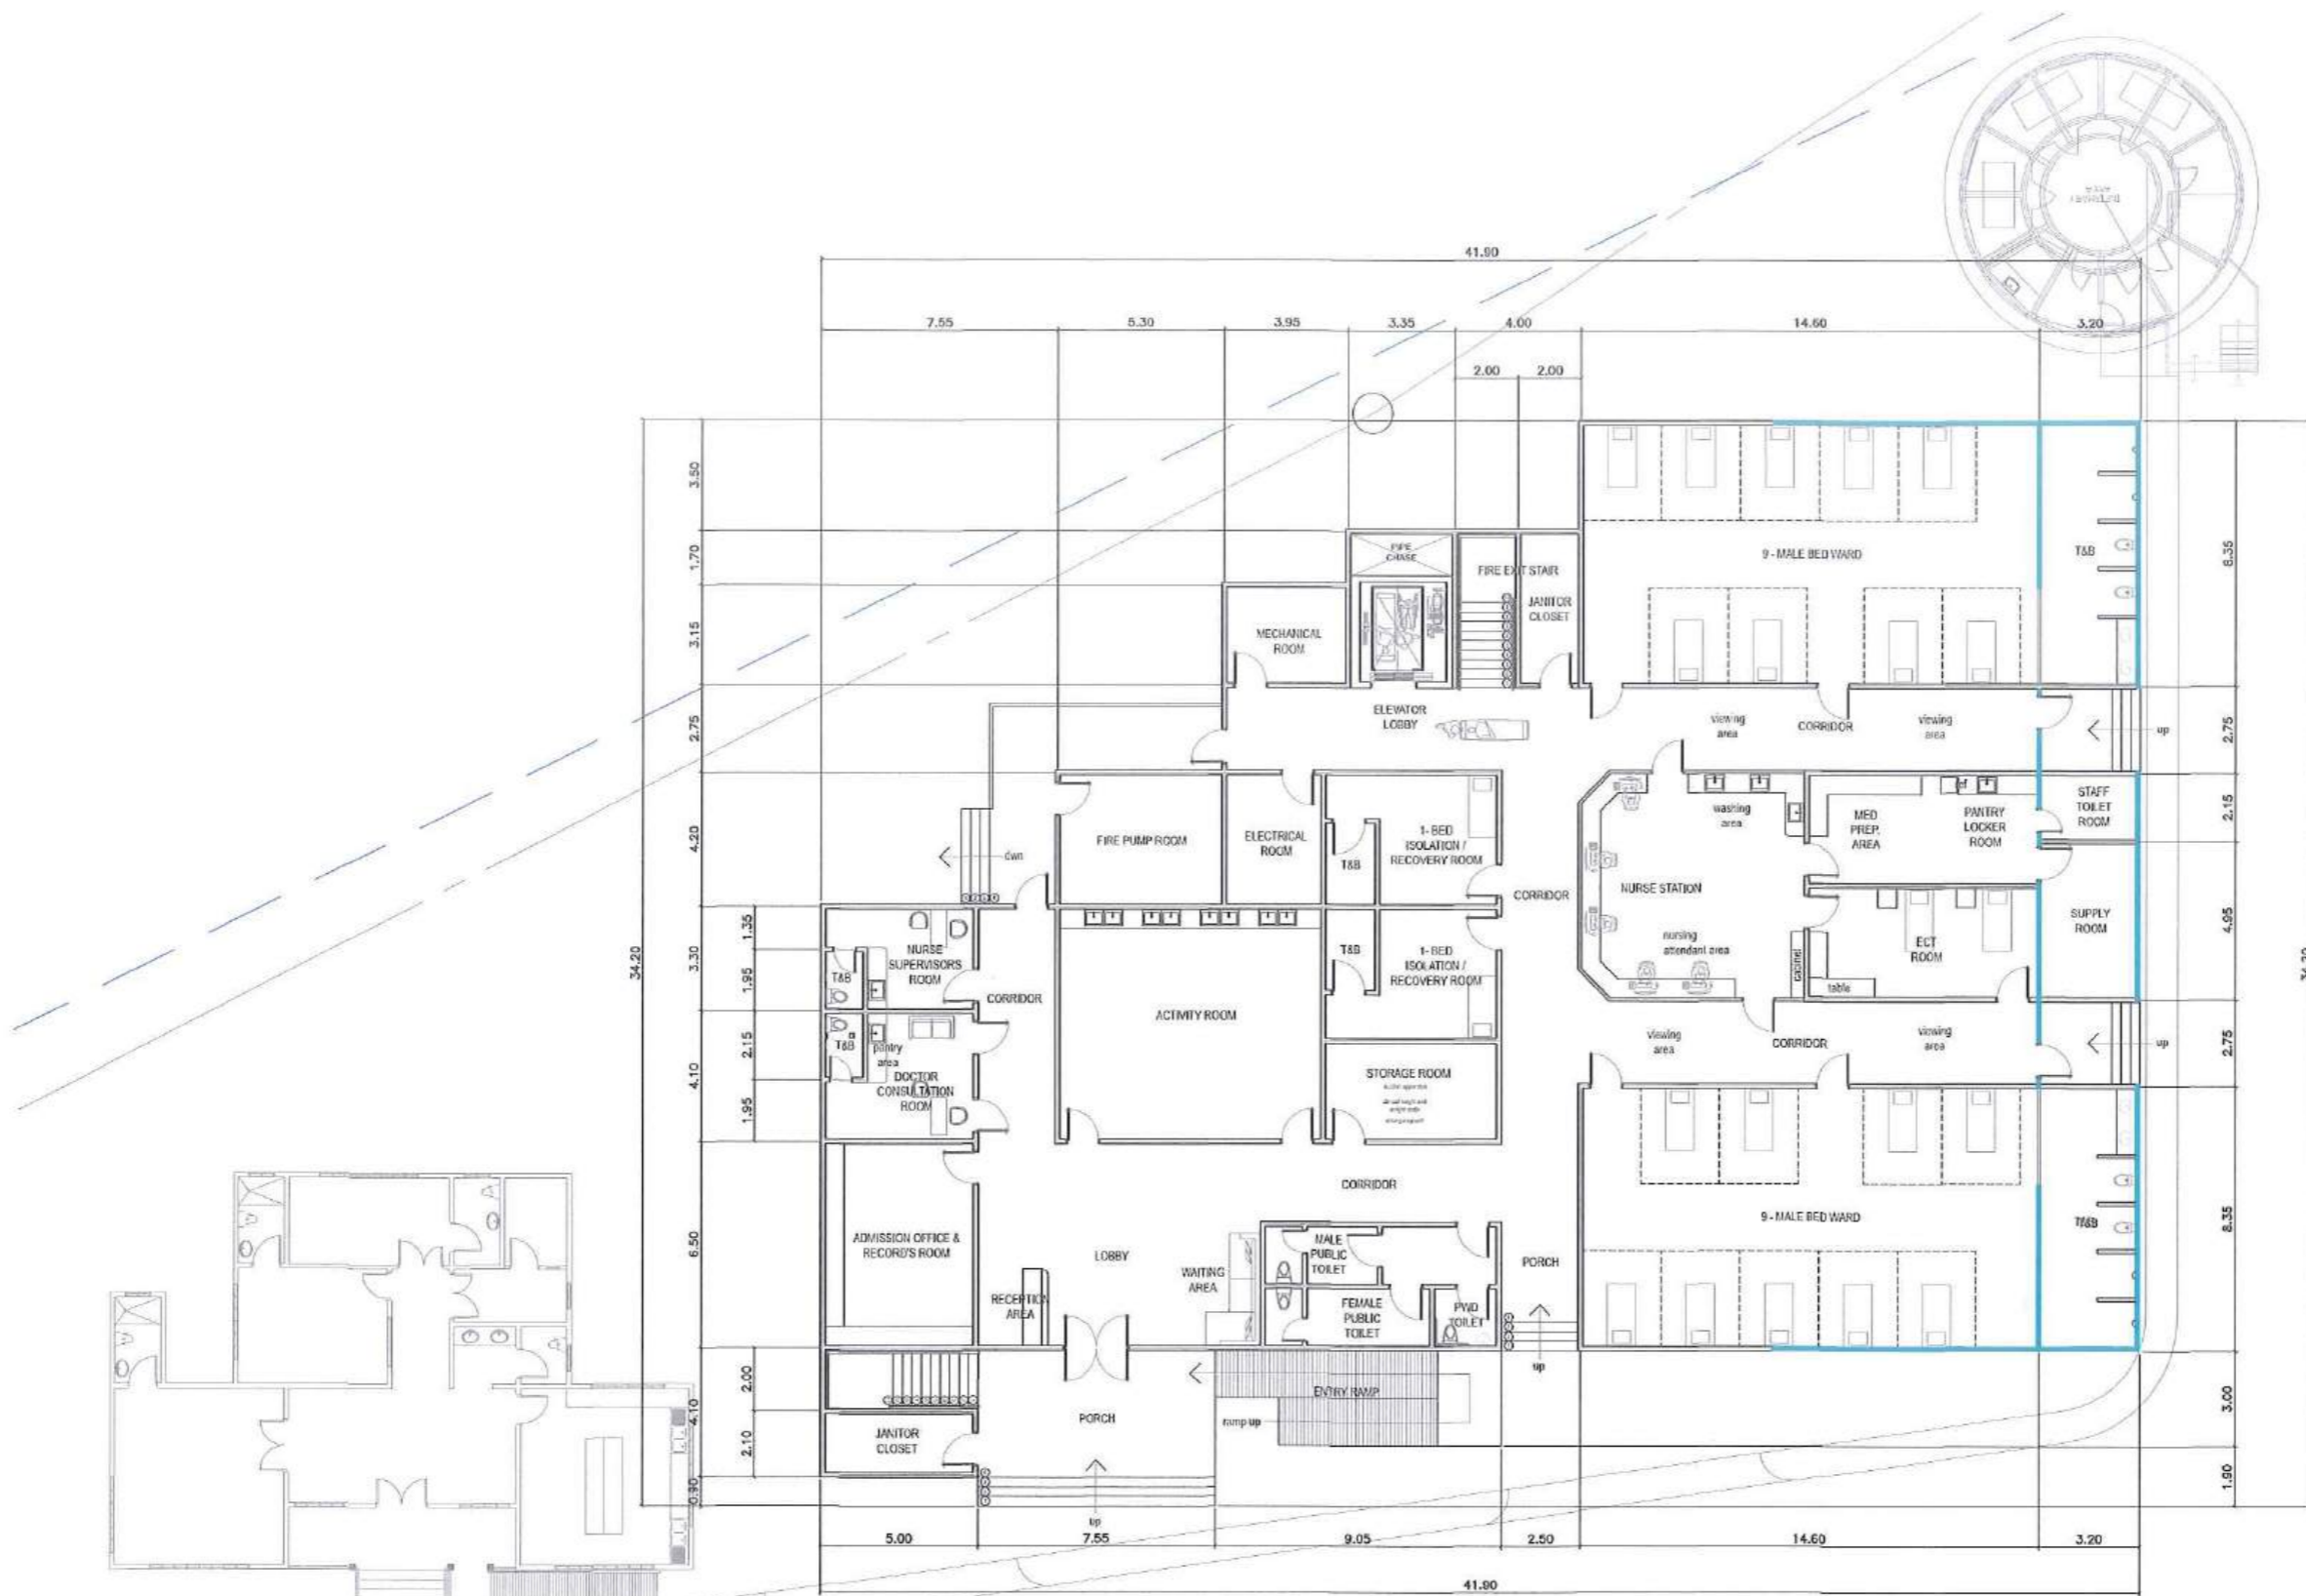 41.90
7.55
5.30
3.95
3.35
4.00
14.60
3.20
2.00
2.00
3.50
1.70
3.15
2.75
4.20
3.30
4.10
6.50
4.10
0.90
34.20
1.35
1.95
2.15
1.95
2.00
2.10
PIPE
CHASE
FIRE EXIT STAIR
JANITOR
CLOSET
MECHANICAL
ROOM
9 - MALE BED WARD
T&B
8.35
ELEVATOR
LOBBY
viewing
area
CORRIDOR
viewing
area
up
2.75
FIRE PUMP ROOM
ELECTRICAL
ROOM
T&B
1- BED
ISOLATION /
RECOVERY ROOM
washing
area
MED
PREP.
AREA
ref
PANTRY
LOCKER
ROOM
STAFF
TOILET
ROOM
2.15
dwn
CORRIDOR
NURSE STATION
nursing
attendant area
cabinet
ECT
ROOM
table
SUPPLY
ROOM
4.95
34.20
NURSE
SUPERVISORS
ROOM
T&B
CORRIDOR
ACTIVITY ROOM
T&B
1- BED
ISOLATION /
RECOVERY ROOM
T&B
pantry
area
DOCTOR
CONSULTATION
ROOM
STORAGE ROOM
viewing
area
CORRIDOR
viewing
area
up
2.75
CORRIDOR
9 - MALE BED WARD
T&B
8.35
ADMISSION OFFICE &
RECORD'S ROOM
LOBBY
RECEPTION
AREA
WAITING
AREA
MALE
PUBLIC
TOILET
FEMALE
PUBLIC
TOILET
PWD
TOILET
PORCH
up
ENTRY RAMP
ramp up
PORCH
JANITOR
CLOSET
up
3.00
1.90
5.00
7.55
9.05
2.50
14.60
3.20
41.90